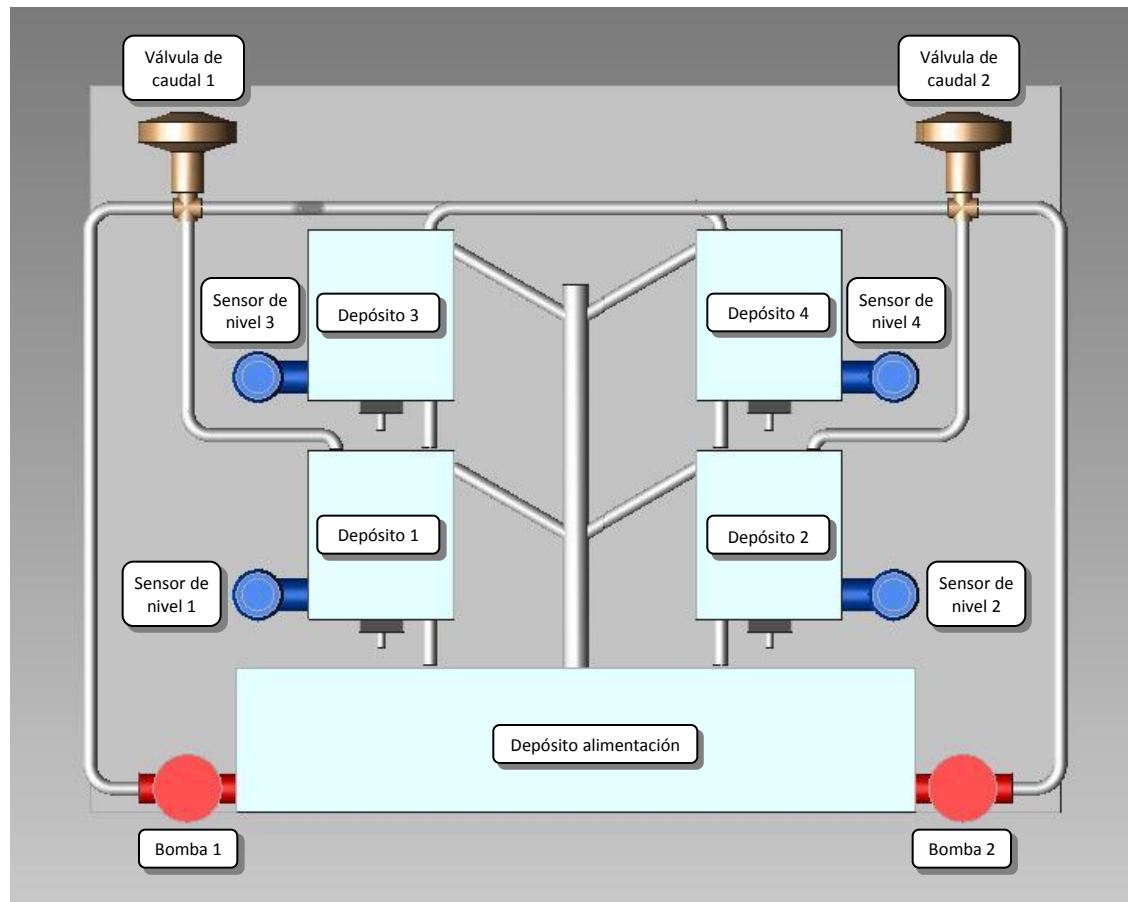 Válvula de
caudal 1
Válvula de
caudal 2
Sensor de
nivel 3
Depósito 3
Depósito 4
Sensor de
nivel 4
Sensor de
nivel 1
Depósito 1
Depósito 2
Sensor de
nivel 2
Depósito alimentación
Bomba 1
Bomba 2